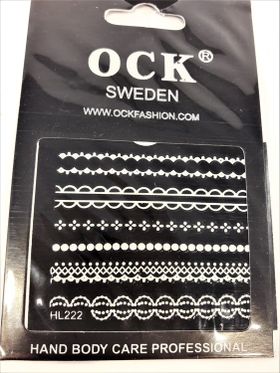 OCK®
SWEDEN
WWW.OCKFASHION.COM
HL222
HAND BODY CARE PROFESSIONAL